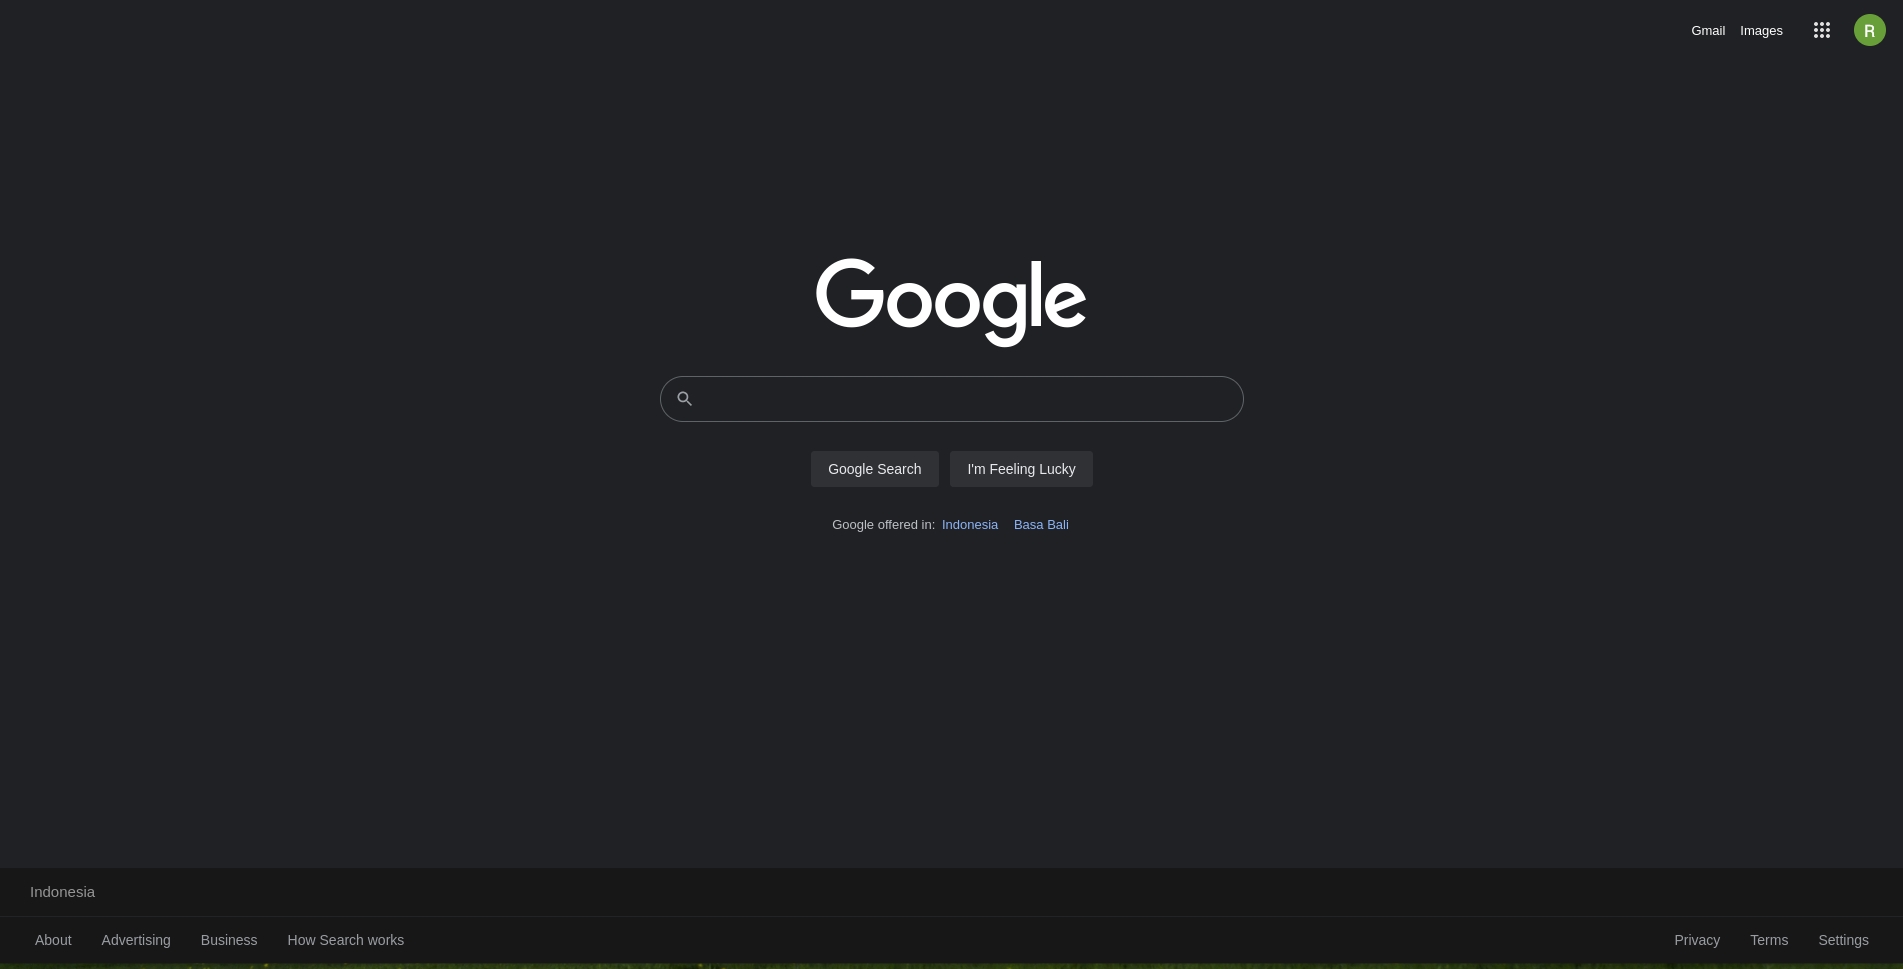 Gmail Images
R
Google
Google Search I'm Feeling Lucky
Google offered in: Indonesia Basa Bali
Indonesia
About Advertising Business How Search works Privacy Terms Settings